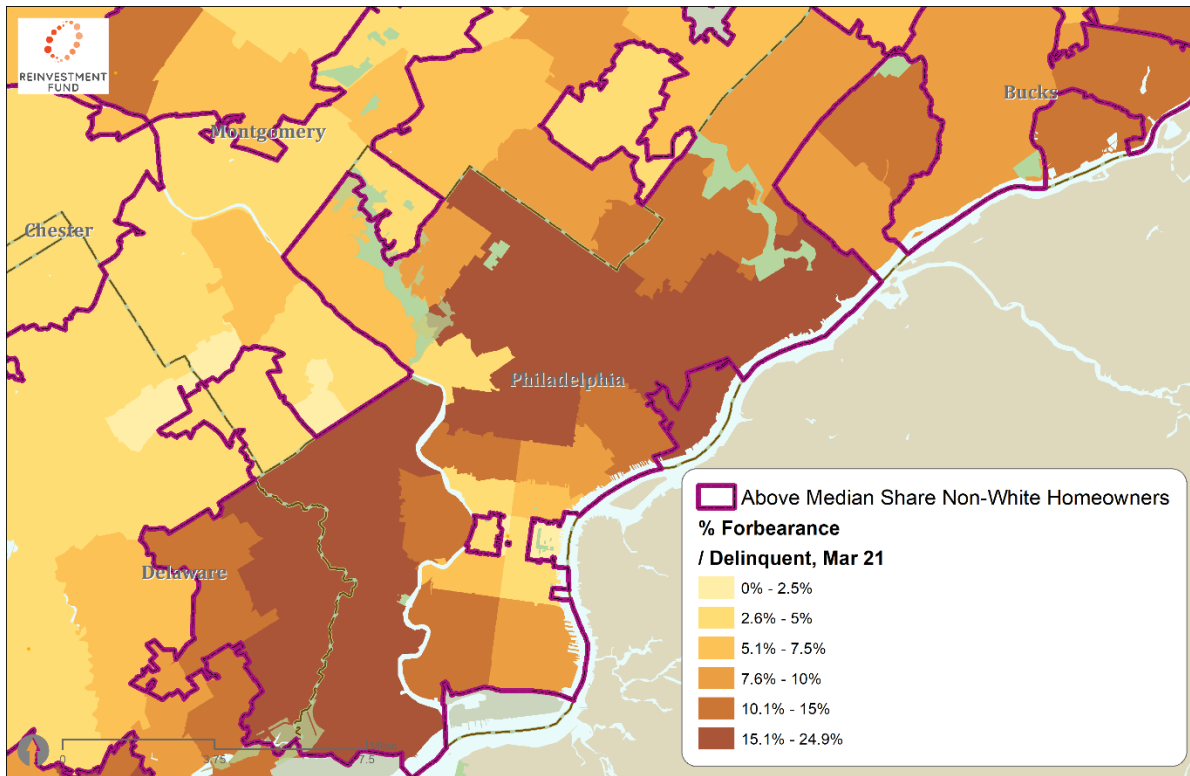 REINVESTMENT
FUND
Bucks
Montgomery
Chester
Philadelphia
Delaware
Above Median Share Non-White Homeowners
% Forbearance
/ Delinquent, Mar 21
0% - 2.5%
2.6% - 5%
5.1% - 7.5%
7.6% - 10%
10.1% - 15%
15.1% - 24.9%
0
3.75
7.5